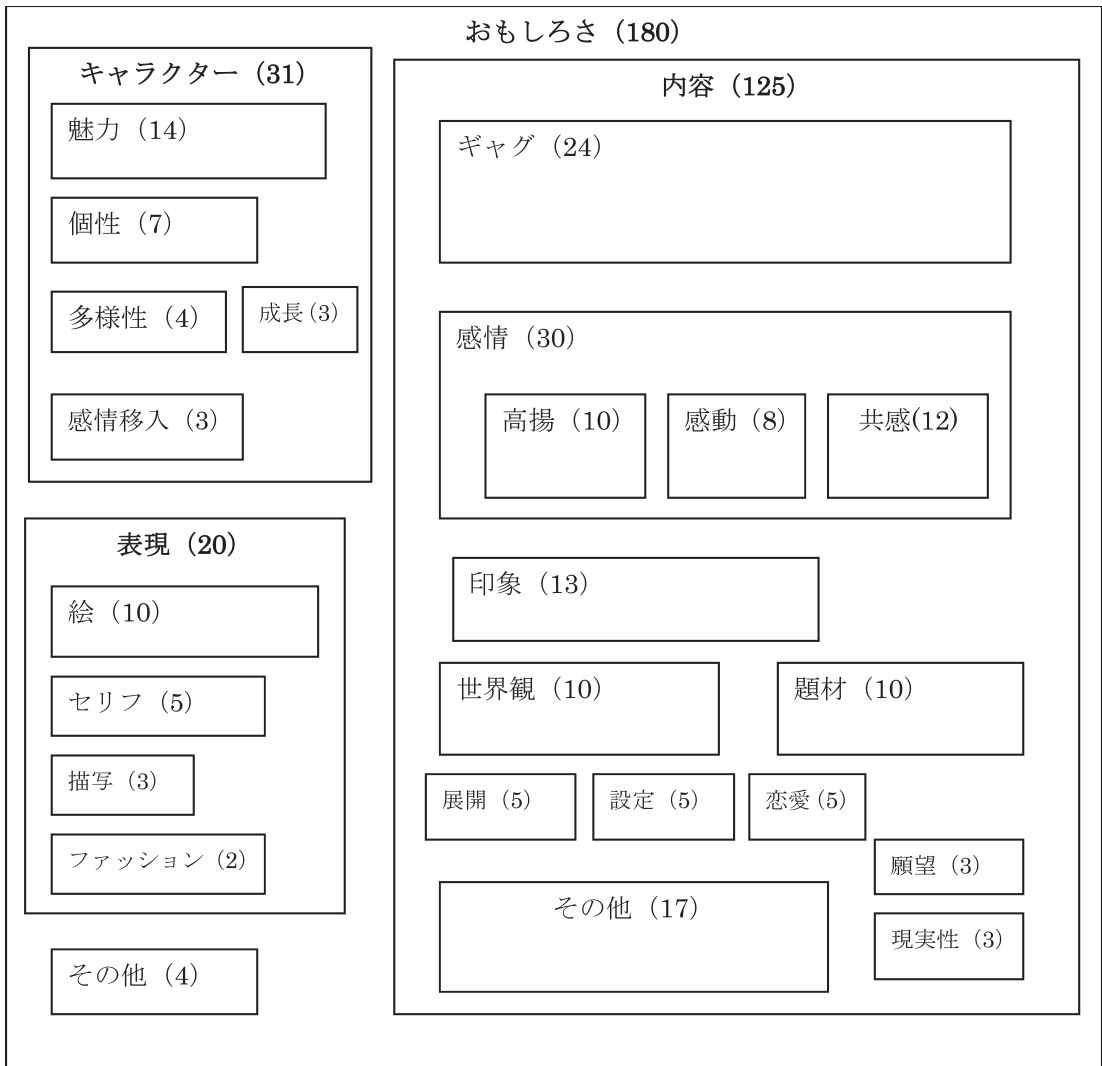 おもしろさ（180）
キャラクター（31）
魅力（14）
個性（7）
多様性（4）
成長（3）
感情移入（3）
表現（20）
絵（10）
セリフ（5）
描写（3）
ファッション（2）
その他（4）
内容（125）
ギャグ（24）
感情（30）
高揚（10）
感動（8）
共感(12)
印象（13）
世界観（10）
題材（10）
展開（5）
設定（5）
恋愛（5）
願望（3）
その他（17）
現実性（3）